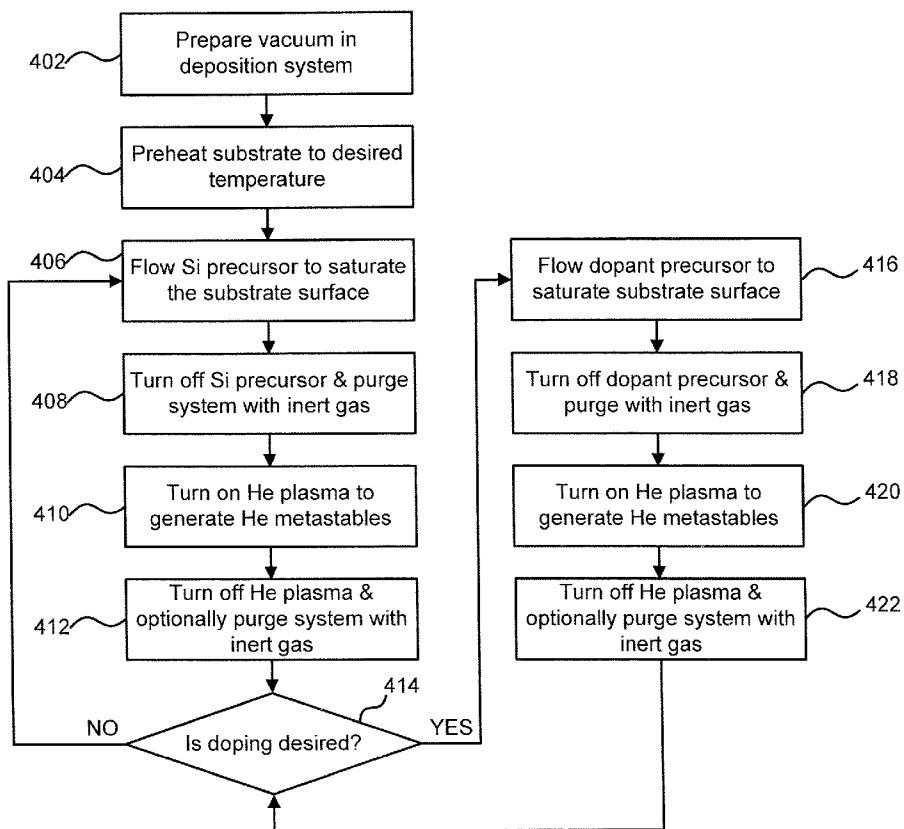 402
Prepare vacuum in
deposition system
404
Preheat substrate to desired
temperature
406
Flow Si precursor to saturate
the substrate surface
408
Turn off Si precursor & purge
system with inert gas
410
Turn on He plasma to
generate He metastables
412
Turn off He plasma &
optionally purge system with
inert gas
414
NO
Is doping desired?
YES
Flow dopant precursor to
saturate substrate surface
416
Turn off dopant precursor &
purge with inert gas
418
Turn on He plasma to
generate He metastables
420
Turn off He plasma &
optionally purge system with
inert gas
422